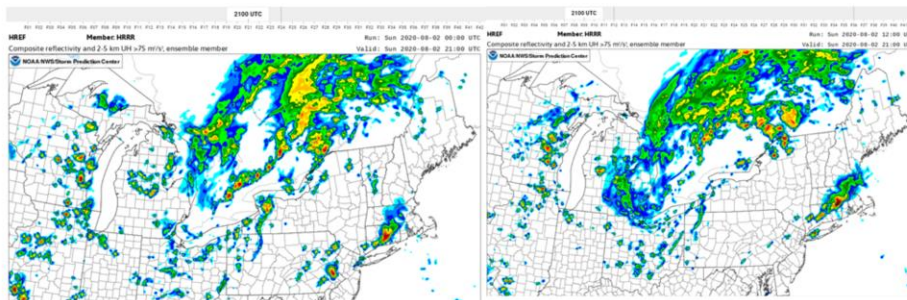 2100 UTC
HREF Member: HRRR Run: Sun 2020-08-02 00:00 UTC
Composite reflectivity and 2-5 km UH >75 m²/s², ensemble member Valid: Sun 2020-08-02 21:00 UTC
NOAA/NWS/Storm Prediction Center
2100 UTC
HREF Member: HRRR Run: Sun 2020-08-02 12:00 U
Composite reflectivity and 2-5 km UH >75 m²/s², ensemble member Valid: Sun 2020-08-02 21:00 U
NOAA/NWS/Storm Prediction Center